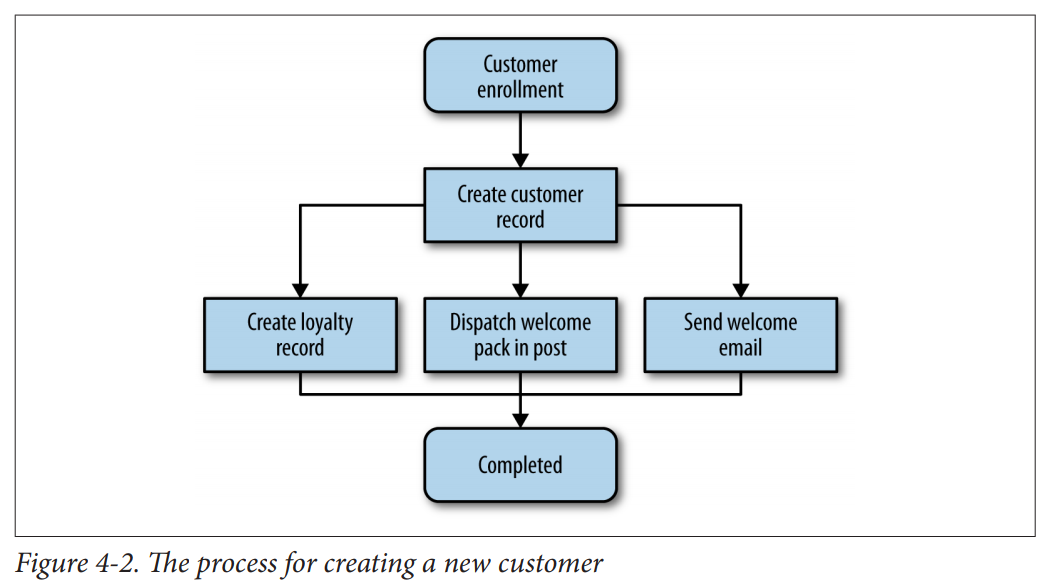 Customer
enrollment
Create customer
record
Create loyalty
record
Dispatch welcome
pack in post
Send welcome
email
Completed
Figure 4-2. The process for creating a new customer